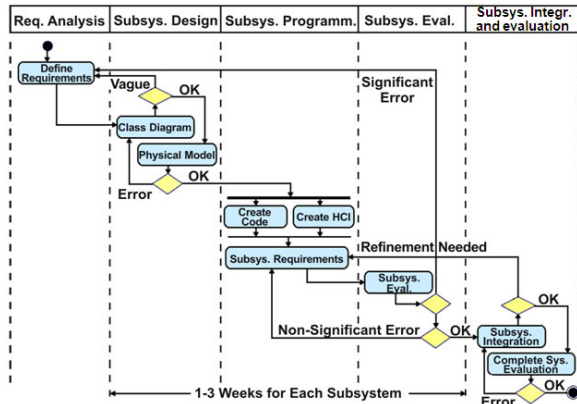 Req. Analysis
Subsys. Design
Subsys. Programm.
Subsys. Eval.
Subsys. Integr.
and evaluation
Define
Requirements
Vague
OK
Significant
Error
Class Diagram
Physical Model
Error
OK
Create
Code
Create HCI
Refinement Needed
Subsys. Requirements
Subsys.
Eval.
OK
Non-Significant Error
OK
Subsys.
Integration
Complete Sys.
Evaluation
1-3 Weeks for Each Subsystem
Error
OK